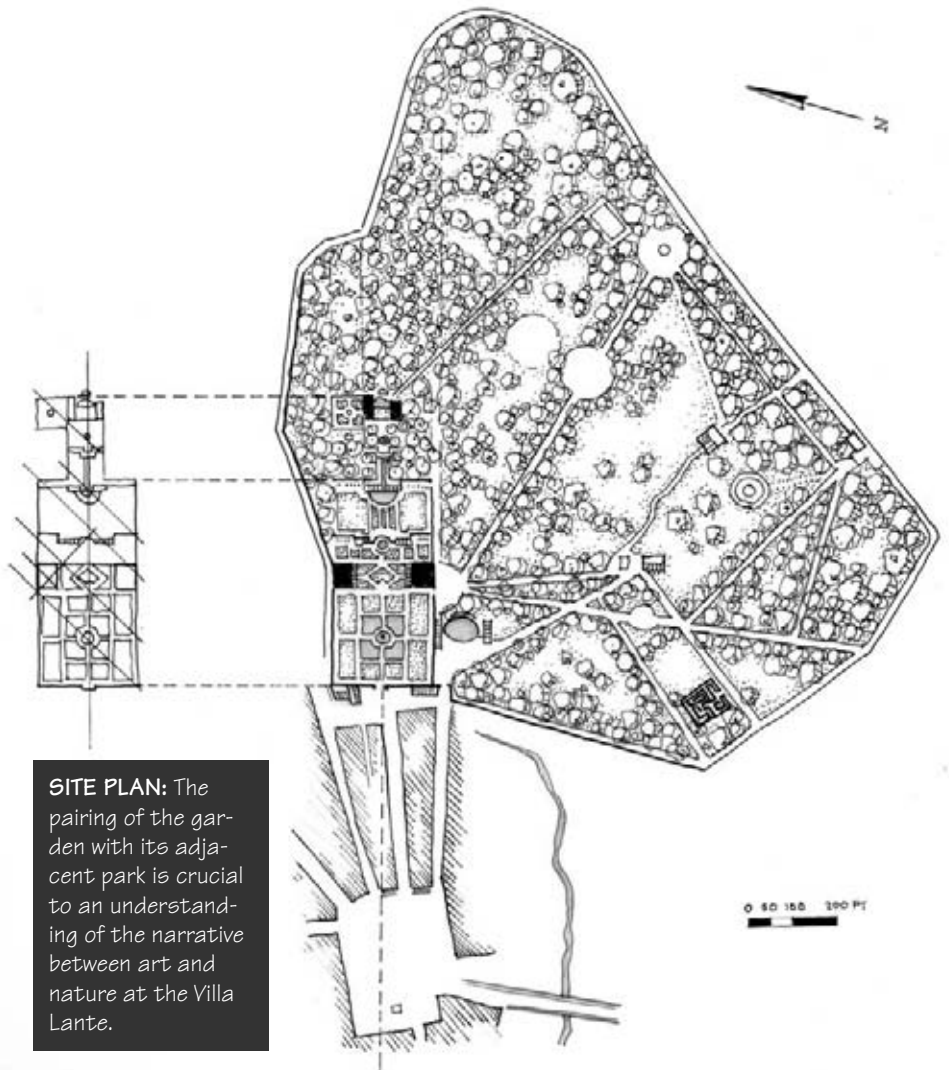 N
SITE PLAN: The
pairing of the gar-
den with its adja-
cent park is crucial
to an understand-
ing of the narrative
between art and
nature at the Villa
Lante.
0 50 100 200 FT